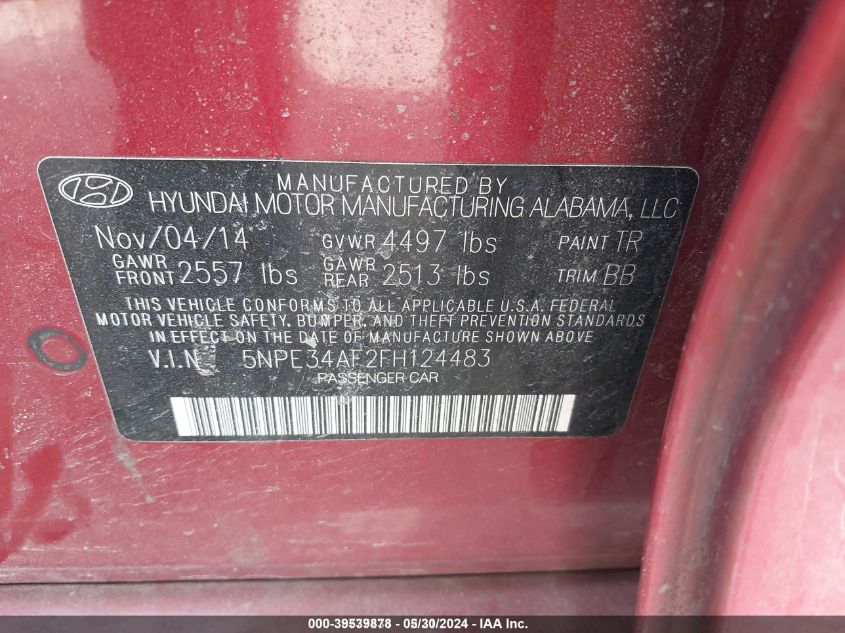 MANUFACTURED BY
HYUNDAI MOTOR MANUFACTURING ALABAMA, LLC
Nov/04/14 GVWR 4497 lbs PAINT TR
GAWR FRONT 2557 lbs GAWR REAR 2513 lbs TRIM BB
THIS VEHICLE CONFORMS TO ALL APPLICABLE U.S.A. FEDERAL
MOTOR VEHICLE SAFETY, BUMPER, AND THEFT PREVENTION STANDARDS
IN EFFECT ON THE DATE OF MANUFACTURE SHOWN ABOVE
V.I.N 5NPE34AF2FH124483
PASSENGER CAR
000-39539878 - 05/30/2024 - IAA Inc.